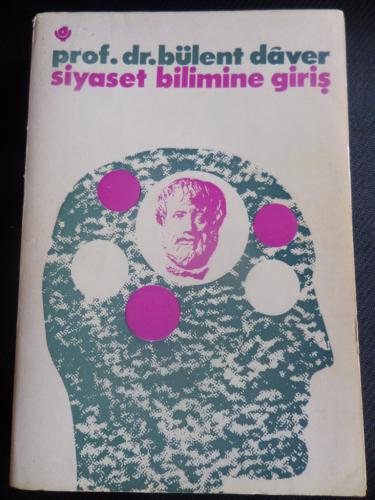 prof. dr. bülent dâver
siyaset bilimine giriş